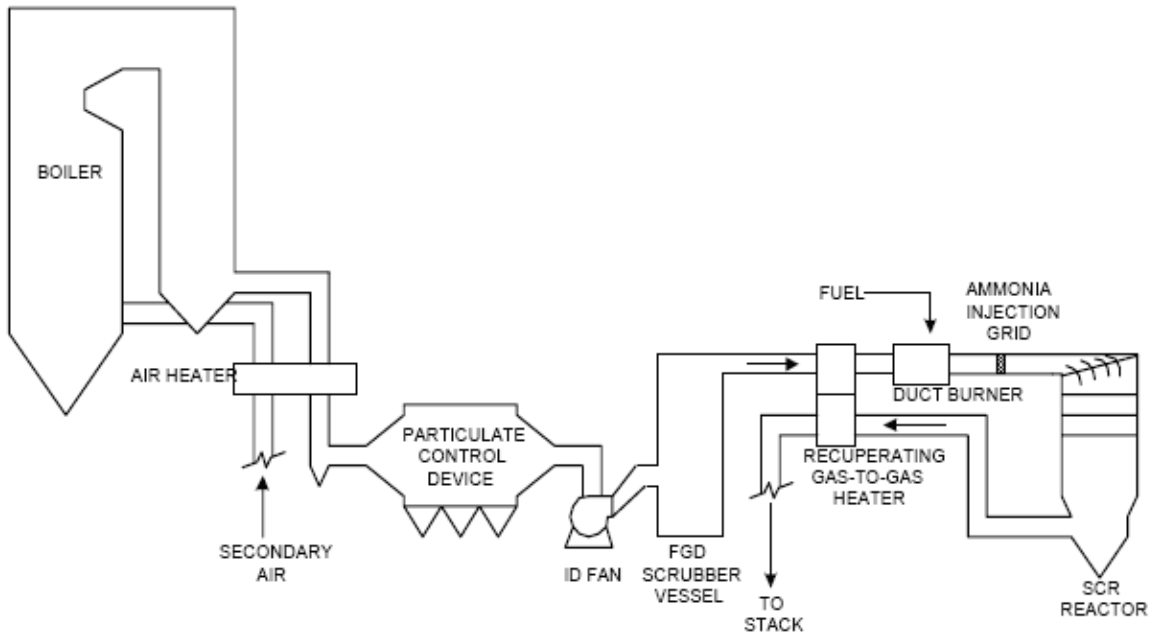 BOILER
AIR HEATER
SECONDARY
AIR
PARTICULATE
CONTROL
DEVICE
ID FAN
FGD
SCRUBBER
VESSEL
FUEL
AMMONIA
INJECTION
GRID
DUCT BURNER
RECUPERATING
GAS-TO-GAS
HEATER
TO
STACK
SCR
REACTOR